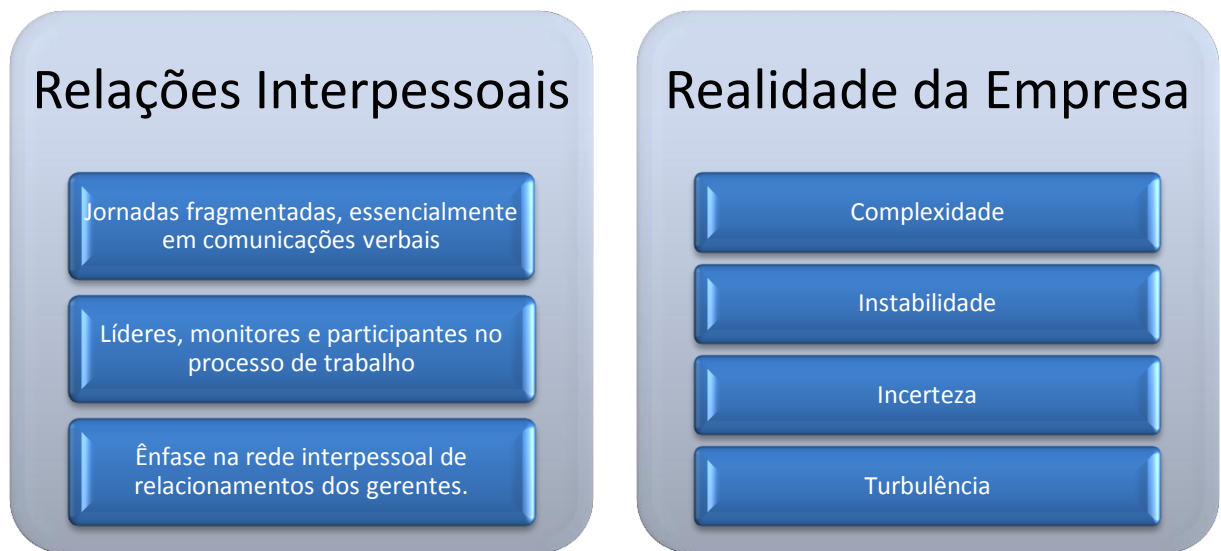 Relações Interpessoais
Jornadas fragmentadas, essencialmente
em comunicações verbais
Líderes, monitores e participantes no
processo de trabalho
Ênfase na rede interpessoal de
relacionamentos dos gerentes.
Realidade da Empresa
Complexidade
Instabilidade
Incerteza
Turbulência